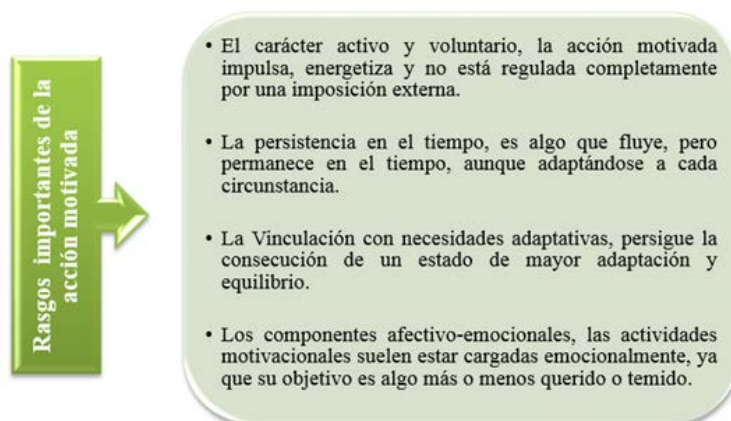 Rasgos importantes de la
acción motivada
• El carácter activo y voluntario, la acción motivada
impulsa, energetiza y no está regulada completamente
por una imposición externa.
• La persistencia en el tiempo, es algo que fluye, pero
permanece en el tiempo, aunque adaptándose a cada
circunstancia.
• La Vinculación con necesidades adaptativas, persigue la
consecución de un estado de mayor adaptación y
equilibrio.
• Los componentes afectivo-emocionales, las actividades
motivacionales suelen estar cargadas emocionalmente, ya
que su objetivo es algo más o menos querido o temido.